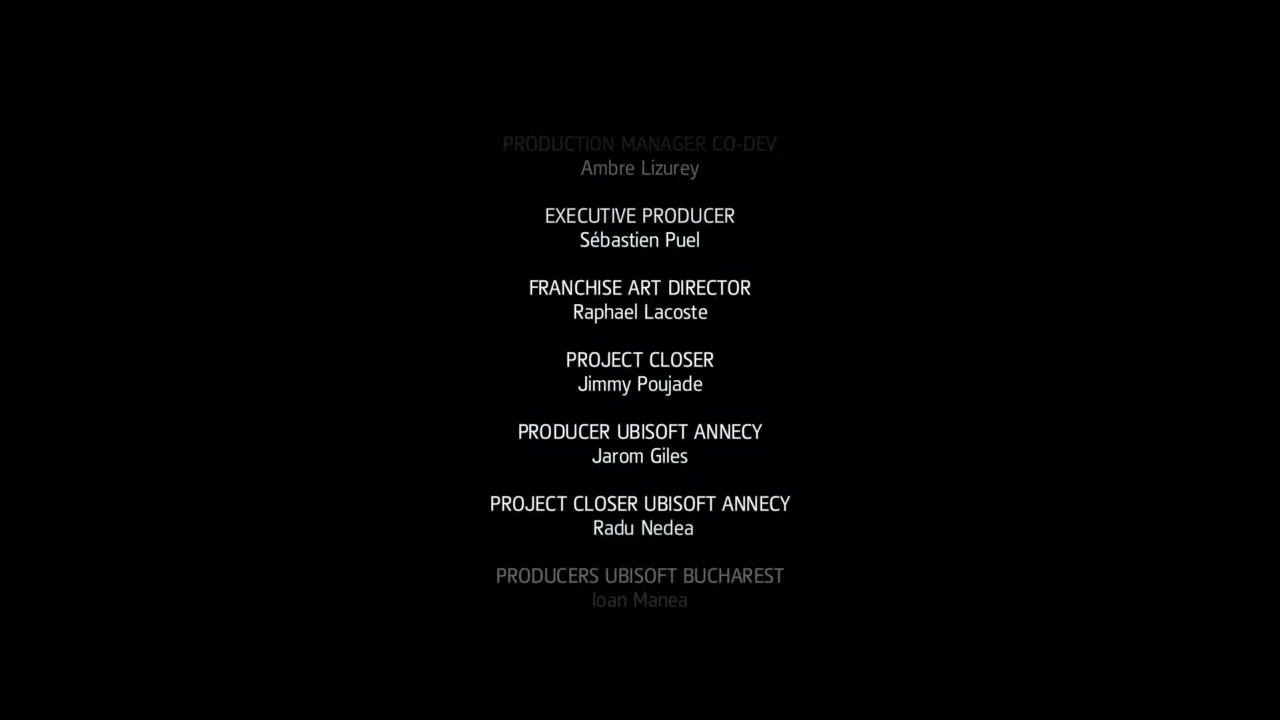 PRODUCTION MANAGER CO-DEV
Ambre Lizurey
EXECUTIVE PRODUCER
Sébastien Puel
FRANCHISE ART DIRECTOR
Raphael Lacoste
PROJECT CLOSER
Jimmy Poujade
PRODUCER UBISOFT ANNECY
Jarom Giles
PROJECT CLOSER UBISOFT ANNECY
Radu Nedea
PRODUCERS UBISOFT BUCHAREST
Ioan Manea